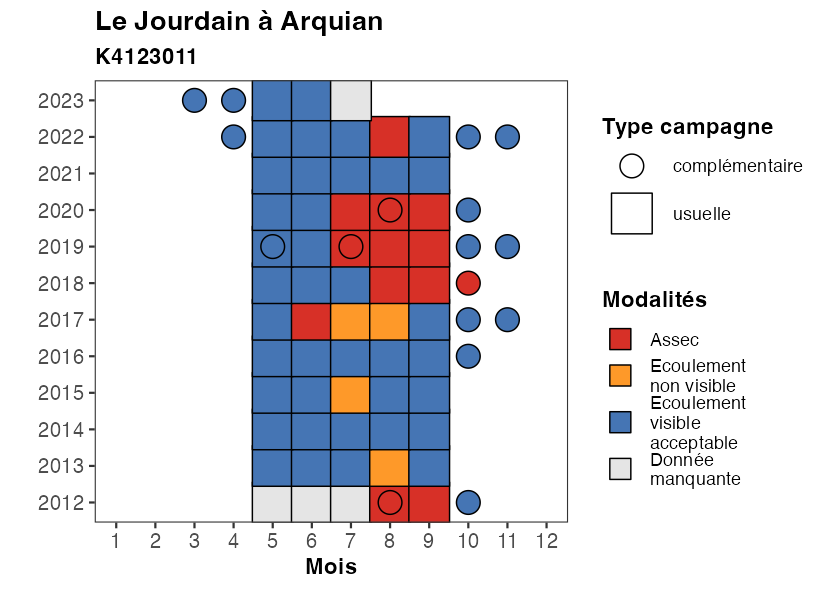 Le Jourdain à Arquian
K4123011
2023
2022
2021
2020
2019
2018
2017
2016
2015
2014
2013
2012
1 2 3 4 5 6 7 8 9 10 11 12
Mois
Type campagne
complémentaire
usuelle
Modalités
Assec
Ecoulement
non visible
Ecoulement
visible
acceptable
Donnée
manquante